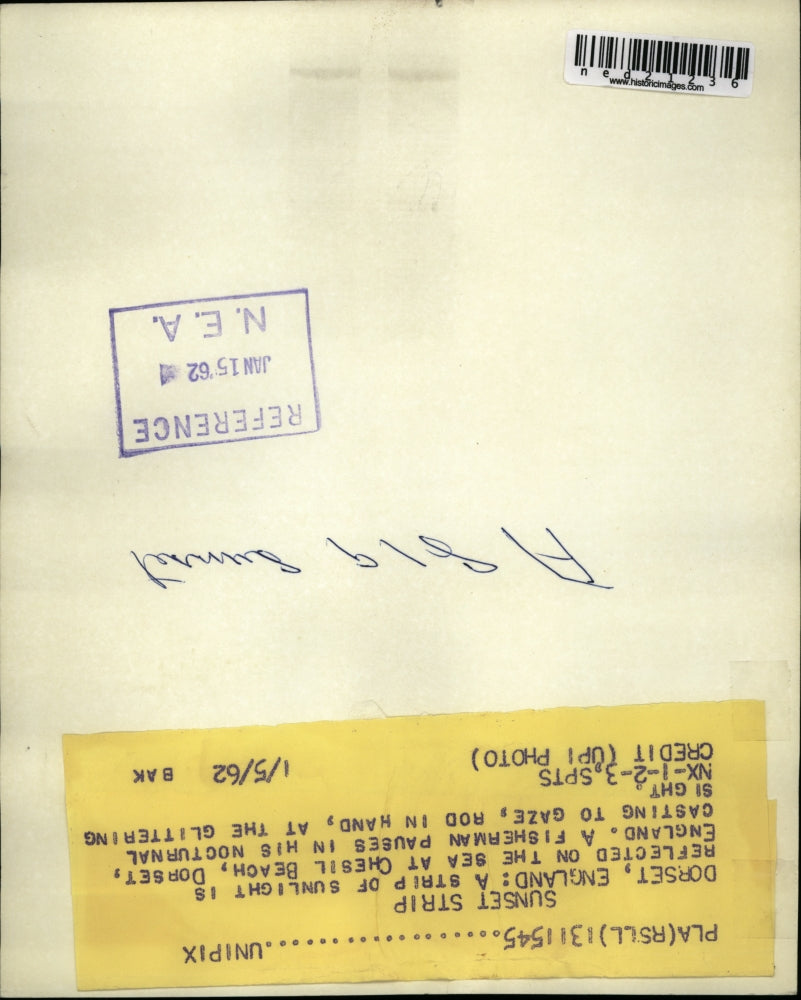 ned21236
www.historicimages.com
PLA(RSLL)1311545....................UNIPIX
SUNSET STRIP
DORSET, ENGLAND: A STRIP OF SUNLIGHT IS
REFLECTED ON THE SEA AT CHESIL BEACH, DORSET,
ENGLAND. A FISHERMAN PAUSES IN HIS NOCTURNAL
CASTING TO GAZE, ROD IN HAND, AT THE GLITTERING
SIGHT.
NX-1-2-3,SPTS
CREDIT (UPI PHOTO) 1/5/62 BAK
Sunset
REFERENCE
JAN 15 '62
N.E.A.